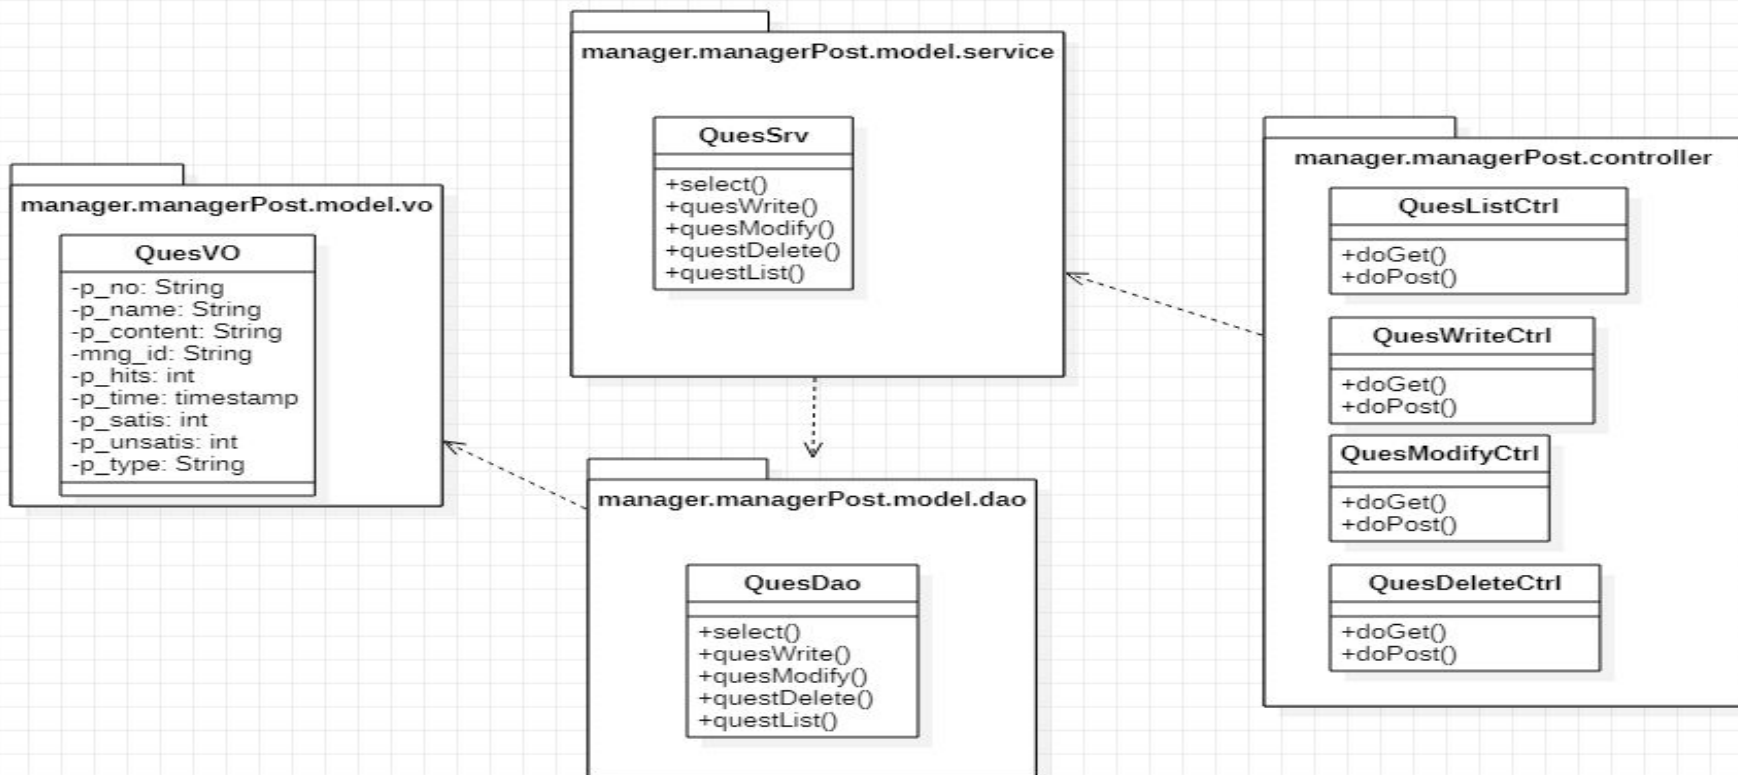 manager.managerPost.model.vo
QuesVO
-p_no: String
-p_name: String
-p_content: String
-mng_id: String
-p_hits: int
-p_time: timestamp
-p_satis: int
-p_unsatis: int
-p_type: String
manager.managerPost.model.service
QuesSrv
+select()
+quesWrite()
+quesModify()
+questDelete()
+questList()
manager.managerPost.model.dao
QuesDao
+select()
+quesWrite()
+quesModify()
+questDelete()
+questList()
manager.managerPost.controller
QuesListCtrl
+doGet()
+doPost()
QuesWriteCtrl
+doGet()
+doPost()
QuesModifyCtrl
+doGet()
+doPost()
QuesDeleteCtrl
+doGet()
+doPost()